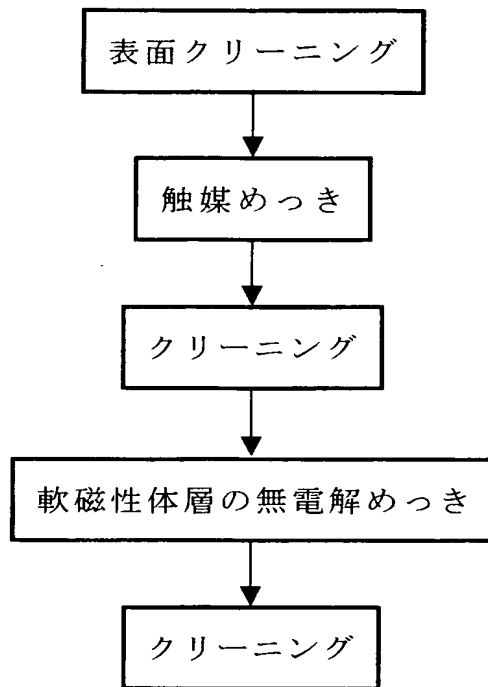 表面クリーニング
触媒めっき
クリーニング
軟磁性体層の無電解めっき
クリーニング